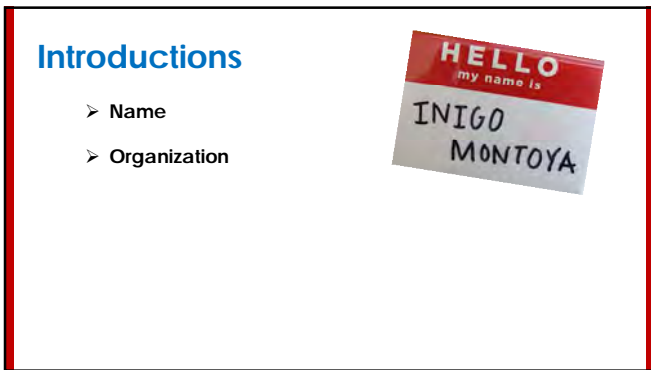 Introductions
➢ Name
➢ Organization
HELLO
my name is
INIGO
MONTOYA